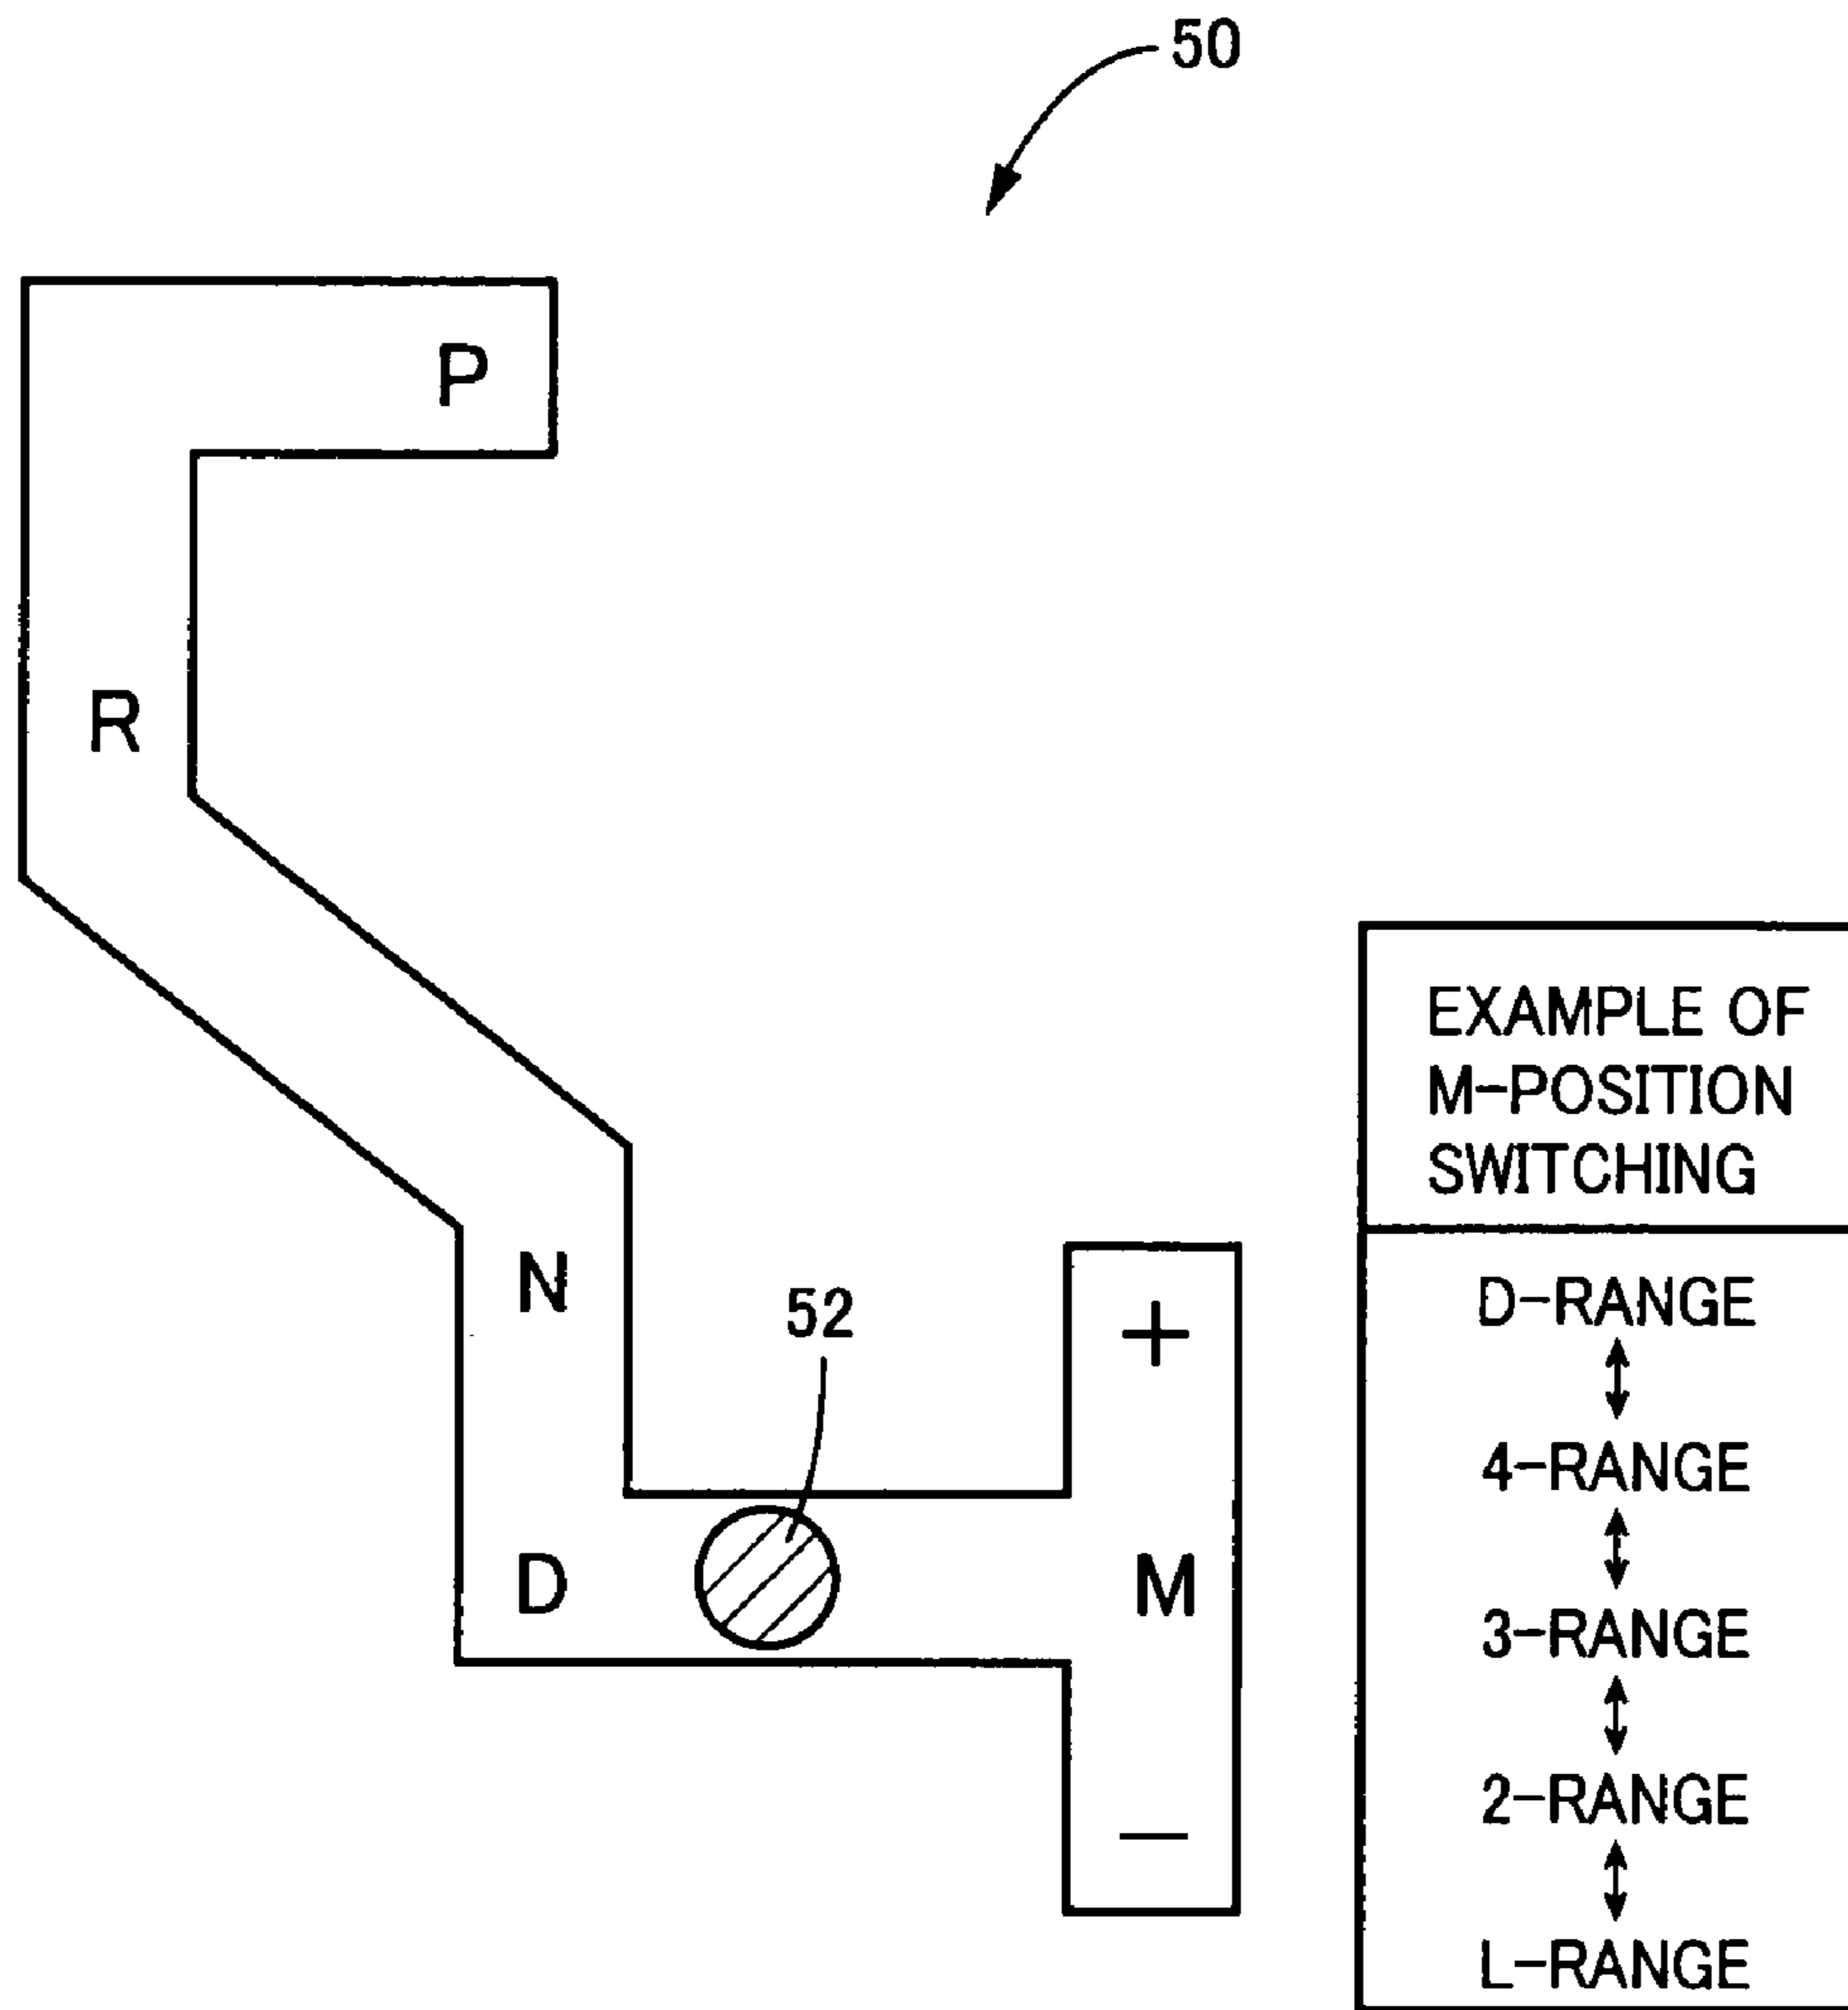 50
P
R
N
52
+
D
M
−
EXAMPLE OF
M-POSITION
SWITCHING
D-RANGE
4-RANGE
3-RANGE
2-RANGE
L-RANGE